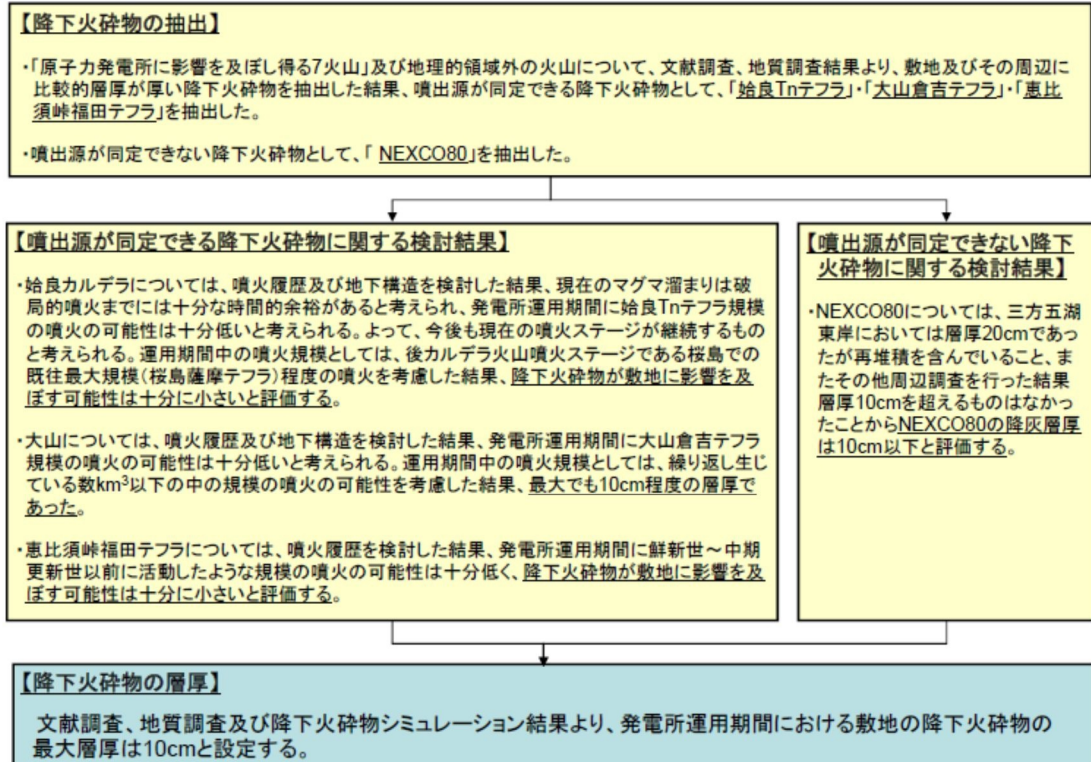 【降下火砕物の抽出】
・「原子力発電所に影響を及ぼし得る7火山」及び地理的領域外の火山について、文献調査、地質調査結果より、敷地及びその周辺に
比較的層厚が厚い降下火砕物を抽出した結果、噴出源が同定できる降下火砕物として、「姶良Tnテフラ」・「大山倉吉テフラ」・「恵比
須峠福田テフラ」を抽出した。
・噴出源が同定できない降下火砕物として、「 NEXCO80」を抽出した。
【噴出源が同定できる降下火砕物に関する検討結果】
・姶良カルデラについては、噴火履歴及び地下構造を検討した結果、現在のマグマ溜まりは破
局的噴火までには十分な時間的余裕があると考えられ、発電所運用期間に姶良Tnテフラ規模
の噴火の可能性は十分低いと考えられる。よって、今後も現在の噴火ステージが継続するもの
と考えられる。運用期間中の噴火規模としては、後カルデラ火山噴火ステージである桜島での
既往最大規模(桜島薩摩テフラ)程度の噴火を考慮した結果、降下火砕物が敷地に影響を及
ぼす可能性は十分に小さいと評価する。
・大山については、噴火履歴及び地下構造を検討した結果、発電所運用期間に大山倉吉テフラ
規模の噴火の可能性は十分低いと考えられる。運用期間中の噴火規模としては、繰り返し生じ
ている数km³以下の中の規模の噴火の可能性を考慮した結果、最大でも10cm程度の層厚で
あった。
・恵比須峠福田テフラについては、噴火履歴を検討した結果、発電所運用期間に鮮新世～中期
更新世以前に活動したような規模の噴火の可能性は十分低く、降下火砕物が敷地に影響を及
ぼす可能性は十分に小さいと評価する。
【噴出源が同定できない降下
火砕物に関する検討結果】
・NEXCO80については、三方五湖
東岸においては層厚20cmであっ
たが再堆積を含んでいること、ま
たその他周辺調査を行った結果
層厚10cmを超えるものはなかっ
たことからNEXCO80の降灰層厚
は10cm以下と評価する。
【降下火砕物の層厚】
文献調査、地質調査及び降下火砕物シミュレーション結果より、発電所運用期間における敷地の降下火砕物の
最大層厚は10cmと設定する。